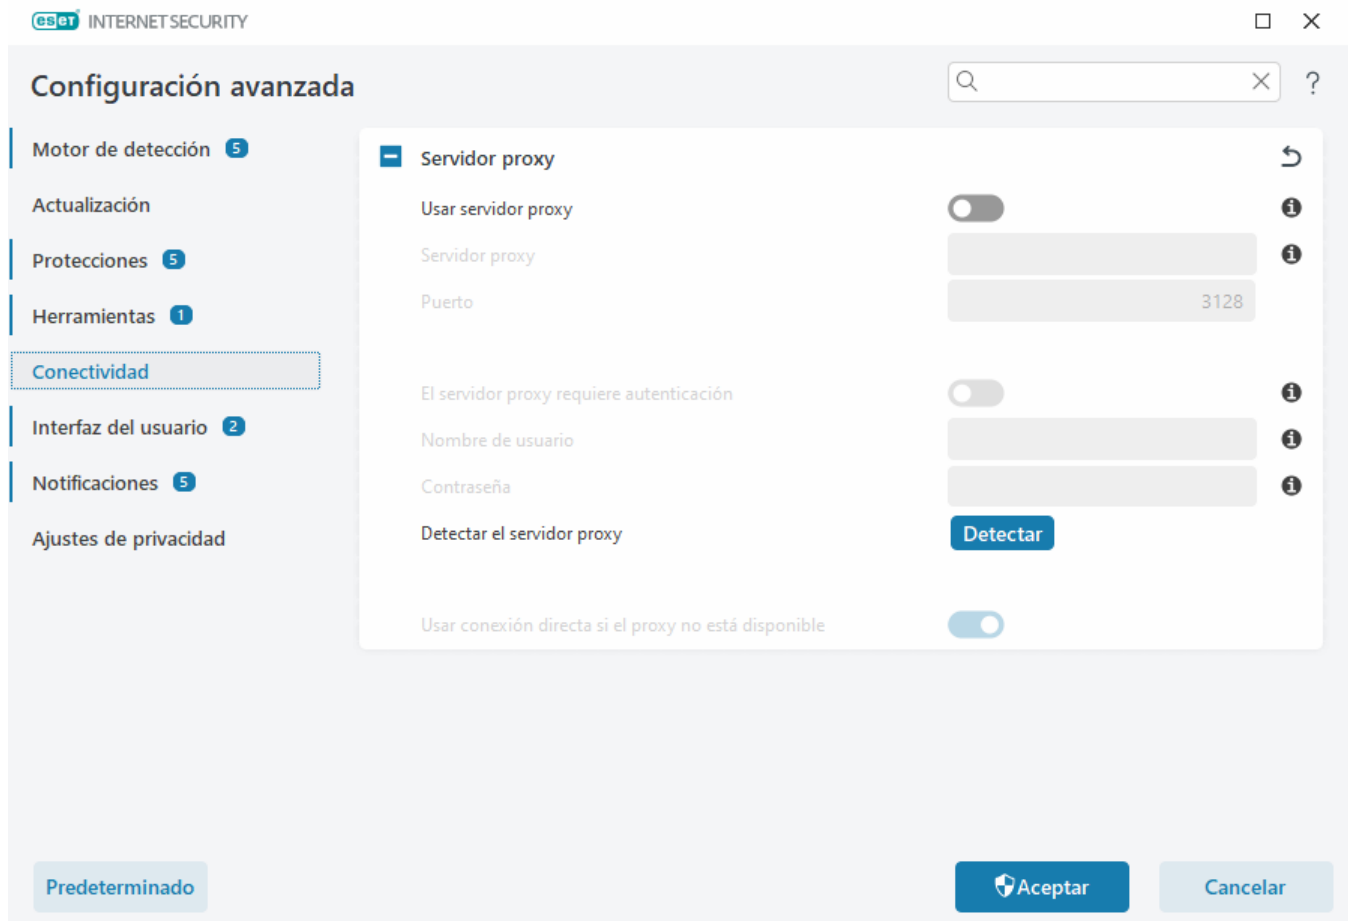 eset INTERNET SECURITY
Configuración avanzada
?
Motor de detección 5
Actualización
Protecciones 5
Herramientas 1
Conectividad
Interfaz del usuario 2
Notificaciones 5
Ajustes de privacidad
Servidor proxy
Usar servidor proxy
Servidor proxy
Puerto 3128
El servidor proxy requiere autenticación
Nombre de usuario
Contraseña
Detectar el servidor proxy Detectar
Usar conexión directa si el proxy no está disponible
Predeterminado Aceptar Cancelar